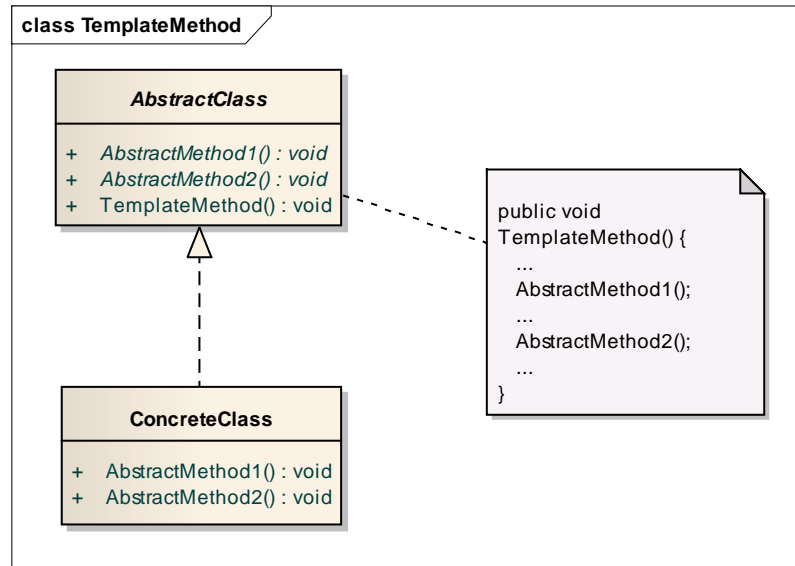 class TemplateMethod
AbstractClass
+ AbstractMethod1() : void
+ AbstractMethod2() : void
+ TemplateMethod() : void
public void
TemplateMethod() {
...
AbstractMethod1();
...
AbstractMethod2();
...
}
ConcreteClass
+ AbstractMethod1() : void
+ AbstractMethod2() : void